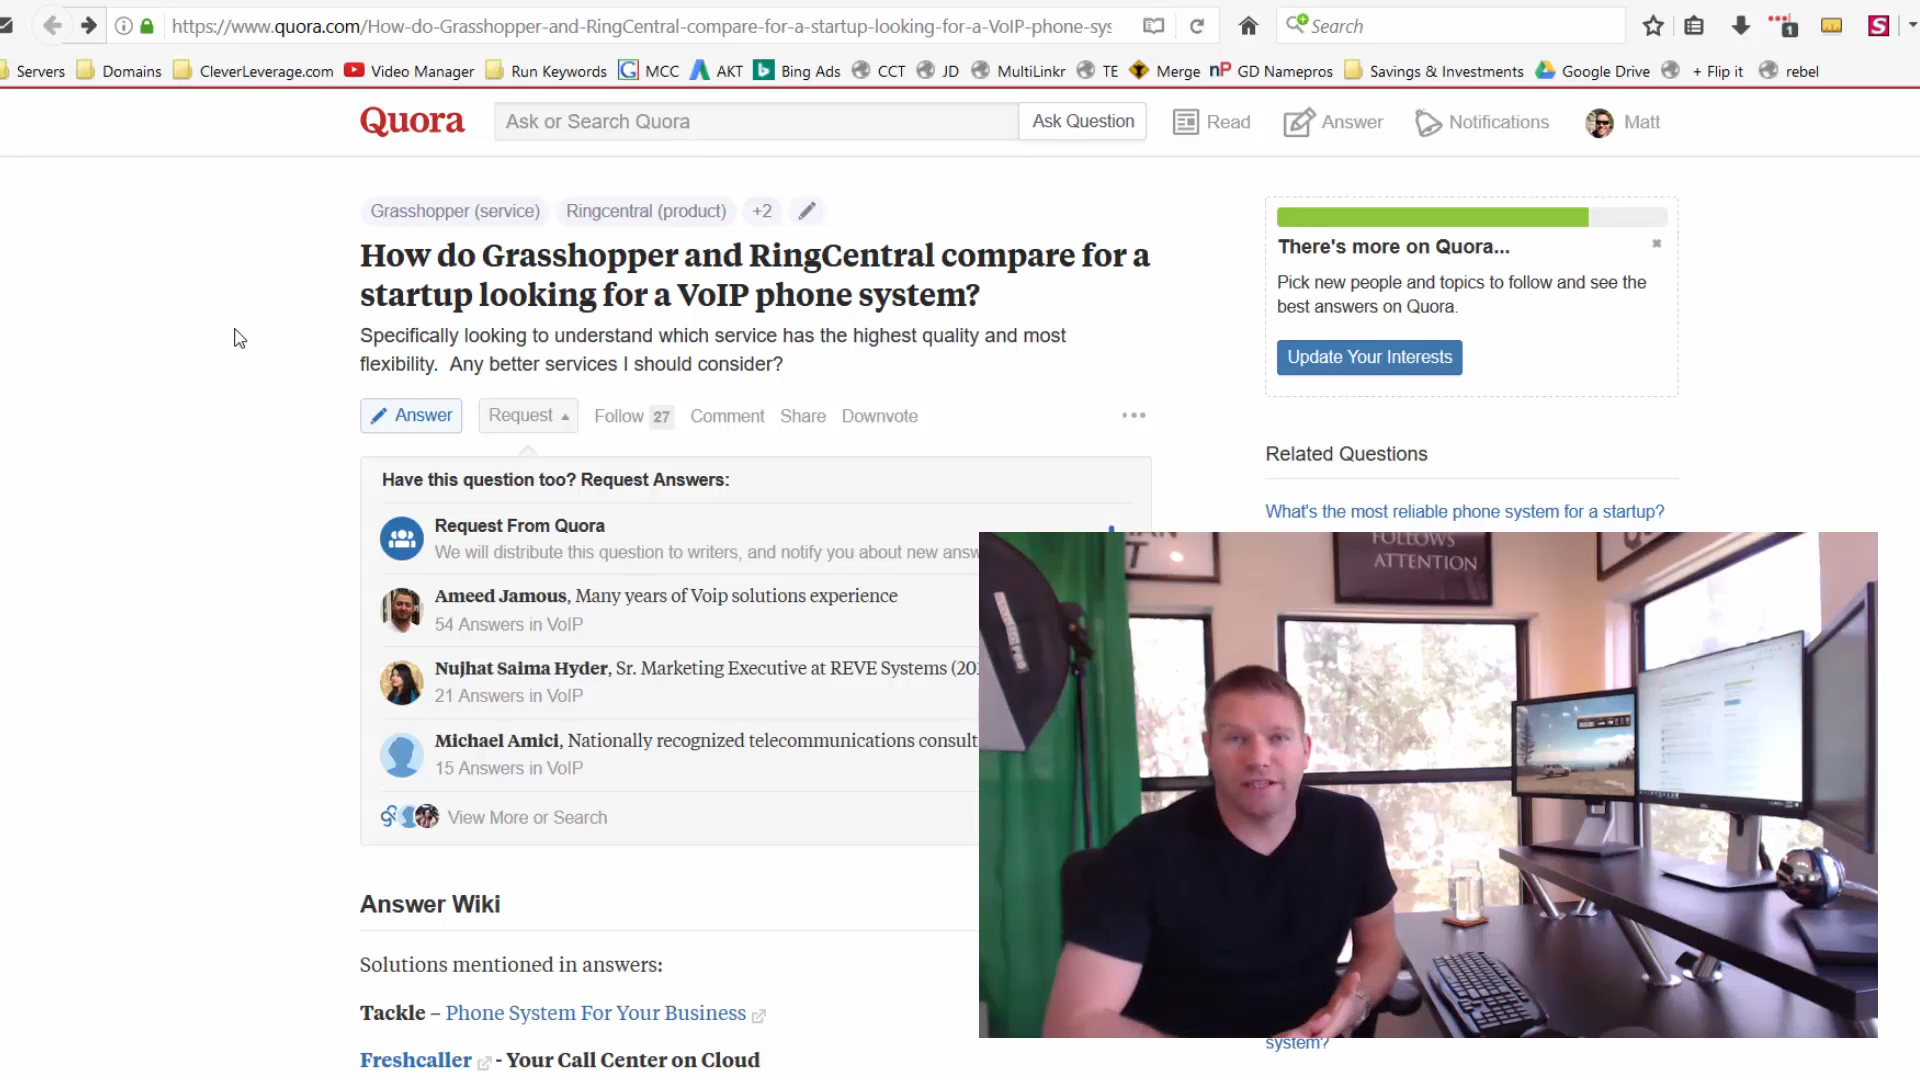 https://www.quora.com/How-do-Grasshopper-and-RingCentral-compare-for-a-startup-looking-for-a-VoIP-phone-sys
Search
1
S
Servers Domains CleverLeverage.com Video Manager Run Keywords MCC AKT Bing Ads CCT JD MultiLinkr TE Merge nP GD Namepros Savings & Investments Google Drive + Flip it rebel
Quora
Ask or Search Quora
Ask Question
Read
Answer
Notifications
Matt
Grasshopper (service) Ringcentral (product) +2
How do Grasshopper and RingCentral compare for a
startup looking for a VoIP phone system?
Specifically looking to understand which service has the highest quality and most
flexibility. Any better services I should consider?
Answer Request Follow 27 Comment Share Downvote
Have this question too? Request Answers:
Request From Quora
We will distribute this question to writers, and notify you about new answ
Ameed Jamous, Many years of Voip solutions experience
54 Answers in VoIP
Nujhat Saima Hyder, Sr. Marketing Executive at REVE Systems (20
21 Answers in VoIP
Michael Amici, Nationally recognized telecommunications consult
15 Answers in VoIP
View More or Search
Answer Wiki
Solutions mentioned in answers:
Tackle – Phone System For Your Business
Freshcaller - Your Call Center on Cloud
There's more on Quora...
Pick new people and topics to follow and see the
best answers on Quora.
Update Your Interests
Related Questions
What's the most reliable phone system for a startup?
FOLLOWS
ATTENTION
system?